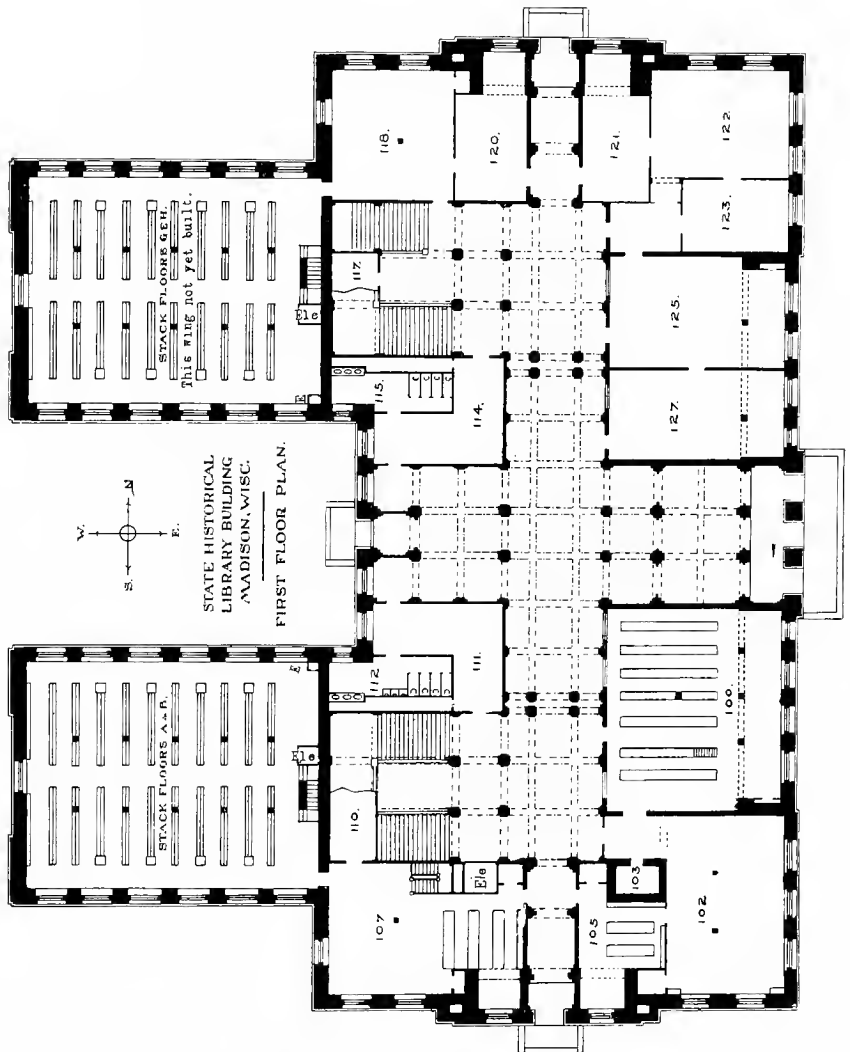 STATE HISTORICAL
LIBRARY BUILDING
MADISON, WISC.
FIRST FLOOR PLAN.
W.
N
S.
E.
STACK FLOORS G & H.
This wing not yet built.
Ele
E
118.
120.
121.
122.
123.
117.
125.
115.
114.
127.
STACK FLOORS A & B.
Ele
E
112
111.
110.
100.
107
Ele
103
105
102
1